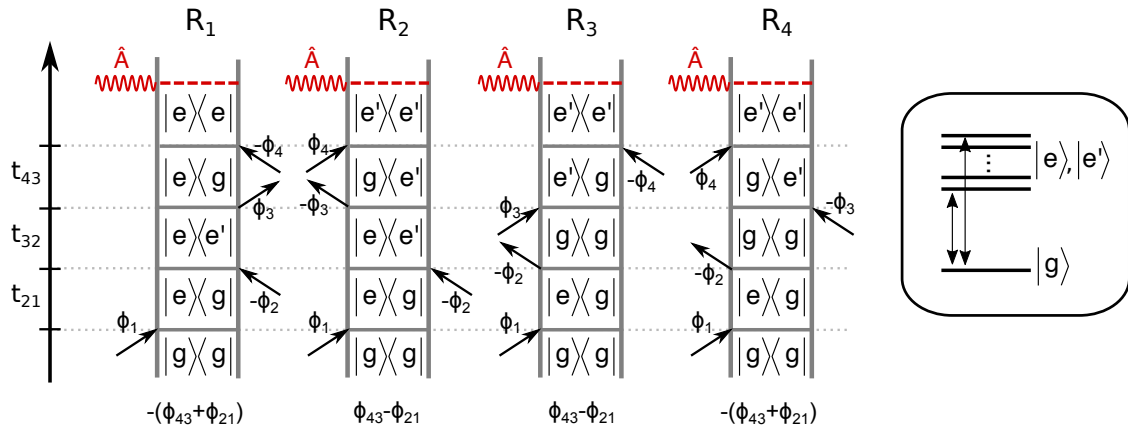 R₁ R₂ R₃ R₄
Â Â Â Â
|e⟩⟨e| |e'⟩⟨e'| |e'⟩⟨e'| |e'⟩⟨e'|
-ϕ₄ ϕ₄ -ϕ₄ ϕ₄
t₄₃ |e⟩⟨g| |g⟩⟨e'| |e'⟩⟨g| |g⟩⟨e'|
ϕ₃ -ϕ₃ ϕ₃ -ϕ₃
t₃₂ |e⟩⟨e'| |e⟩⟨e'| |g⟩⟨g| |g⟩⟨g|
-ϕ₂ -ϕ₂ -ϕ₂ -ϕ₂
t₂₁ |e⟩⟨g| |e⟩⟨g| |e⟩⟨g| |e⟩⟨g|
ϕ₁ ϕ₁ ϕ₁ ϕ₁
|g⟩⟨g| |g⟩⟨g| |g⟩⟨g| |g⟩⟨g|
-(ϕ₄₃+ϕ₂₁) ϕ₄₃-ϕ₂₁ ϕ₄₃-ϕ₂₁ -(ϕ₄₃+ϕ₂₁)
|e⟩,|e'⟩
|g⟩